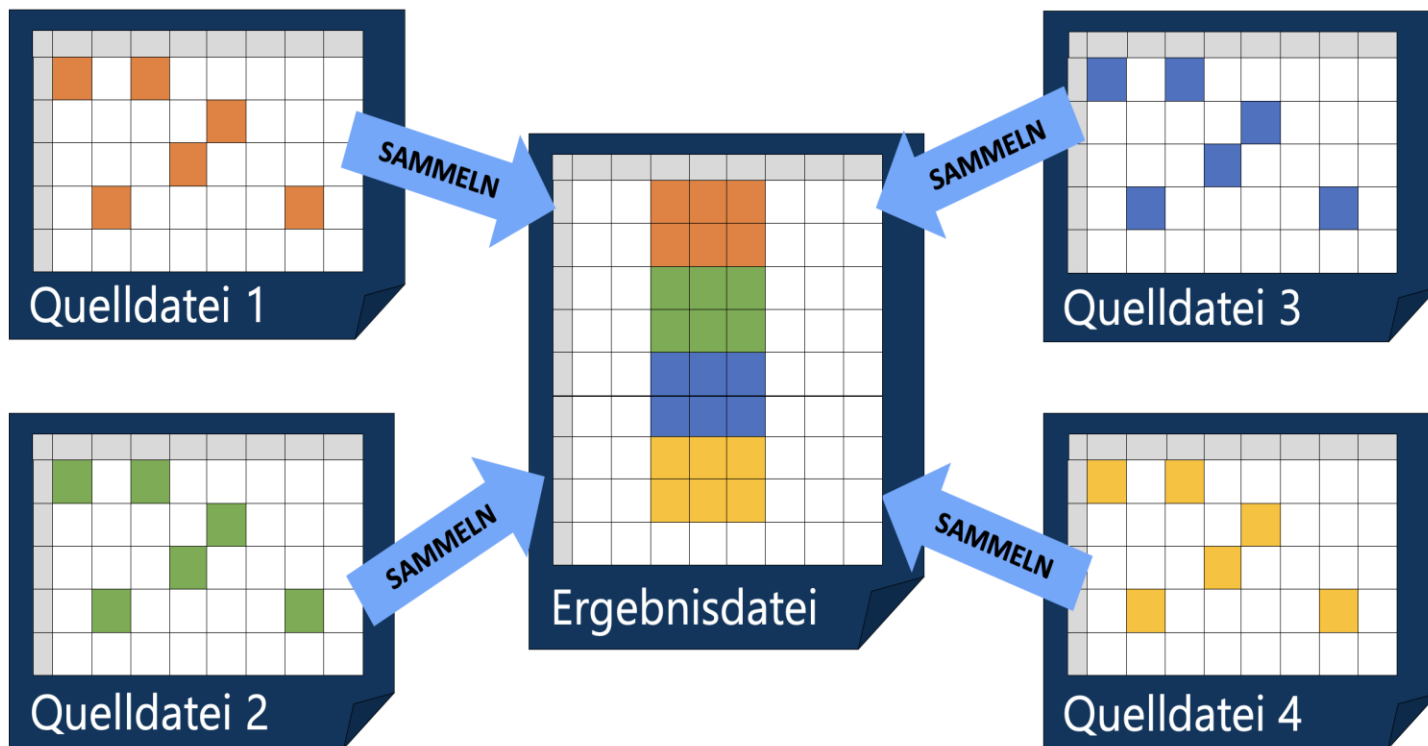 SAMMELN
Quelldatei 1
SAMMELN
Quelldatei 2
Ergebnisdatei
SAMMELN
Quelldatei 3
SAMMELN
Quelldatei 4